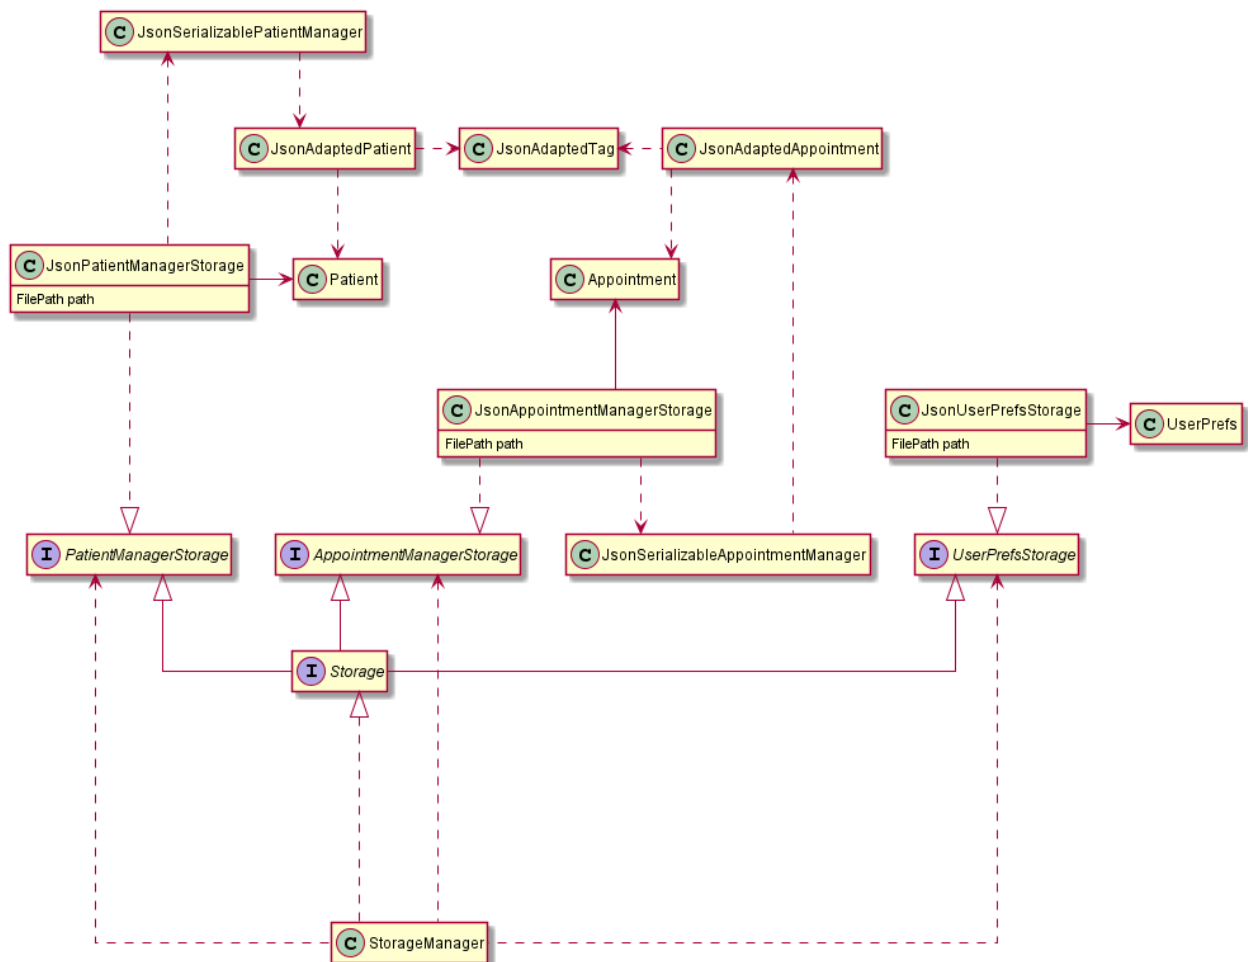 C JsonSerializablePatientManager
C JsonAdaptedPatient
C JsonAdaptedTag
C JsonAdaptedAppointment
C JsonPatientManagerStorage
FilePath path
C Patient
C Appointment
C JsonAppointmentManagerStorage
FilePath path
C JsonUserPrefsStorage
FilePath path
C UserPrefs
I PatientManagerStorage
I AppointmentManagerStorage
C JsonSerializableAppointmentManager
I UserPrefsStorage
I Storage
C StorageManager